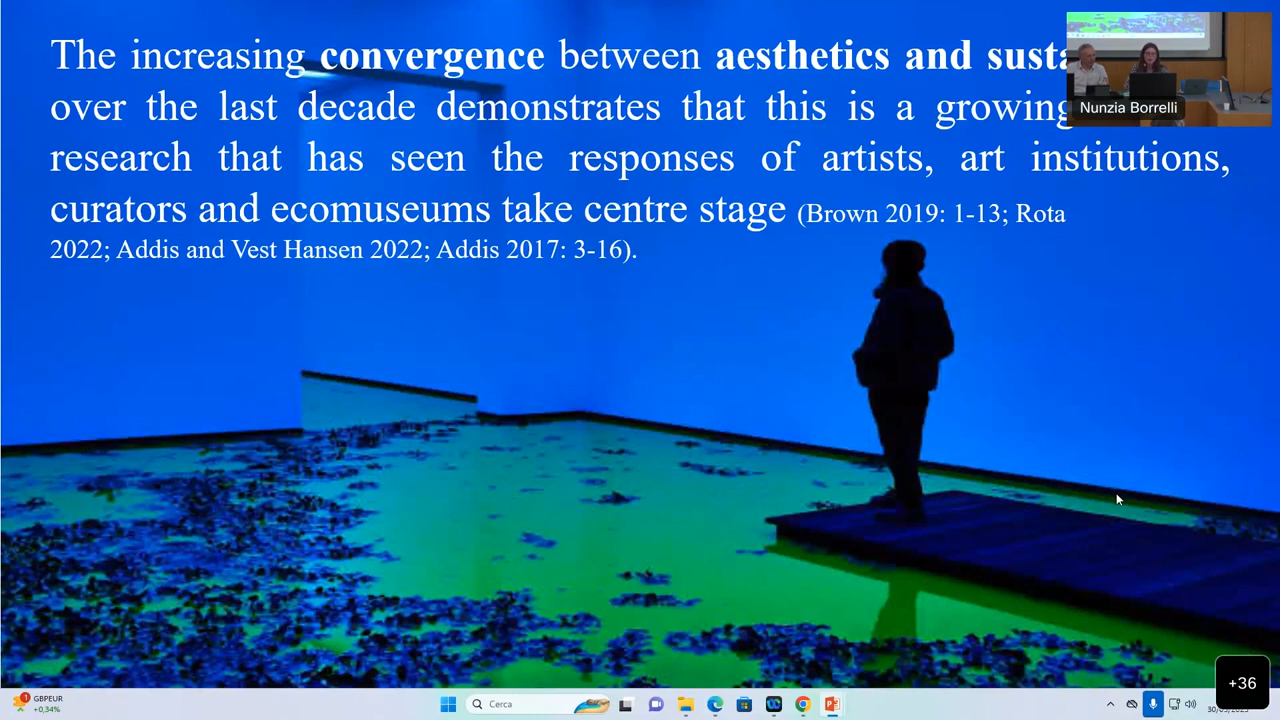 The increasing convergence between aesthetics and
over the last decade demonstrates that this is a growing
research that has seen the responses of artists, art institutions,
curators and ecomuseums take centre stage (Brown 2019: 1-13; Rota
2022; Addis and Vest Hansen 2022; Addis 2017: 3-16).
Nunzia Borrelli
+36
1
GBPEUR
+0,34%
Cerca